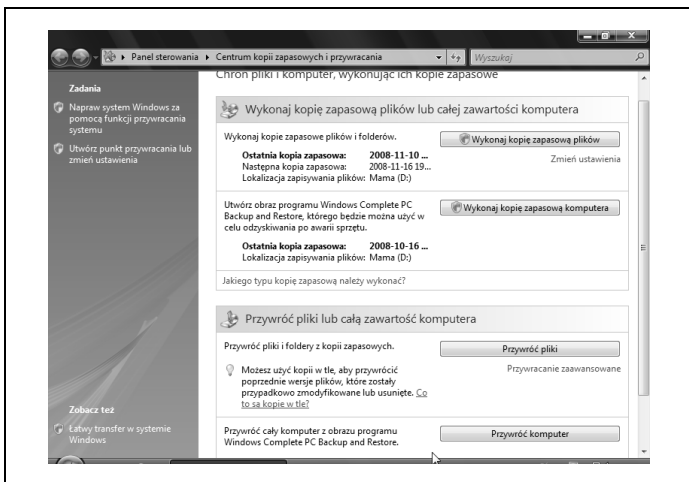 Panel sterowania ▸ Centrum kopii zapasowych i przywracania
Wyszukaj
Zadania
Napraw system Windows za
pomocą funkcji przywracania
systemu
Utwórz punkt przywracania lub
zmień ustawienia
Zobacz też
Łatwy transfer w systemie
Windows
Chroń pliki i komputer, wykonując ich kopie zapasowe
Wykonaj kopię zapasową plików lub całej zawartości komputera
Wykonaj kopie zapasowe plików i folderów.
Wykonaj kopię zapasową plików
Ostatnia kopia zapasowa: 2008-11-10 ...
Zmień ustawienia
Następna kopia zapasowa: 2008-11-16 19...
Lokalizacja zapisywania plików: Mama (D:)
Utwórz obraz programu Windows Complete PC
Wykonaj kopię zapasową komputera
Backup and Restore, którego będzie można użyć w
celu odzyskiwania po awarii sprzętu.
Ostatnia kopia zapasowa: 2008-10-16 ...
Lokalizacja zapisywania plików: Mama (D:)
Jakiego typu kopię zapasową należy wykonać?
Przywróć pliki lub całą zawartość komputera
Przywróć pliki i foldery z kopii zapasowych.
Przywróć pliki
Możesz użyć kopii w tle, aby przywrócić
Przywracanie zaawansowane
poprzednie wersje plików, które zostały
przypadkowo zmodyfikowane lub usunięte. Co
to są kopie w tle?
Przywróć cały komputer z obrazu programu
Przywróć komputer
Windows Complete PC Backup and Restore.